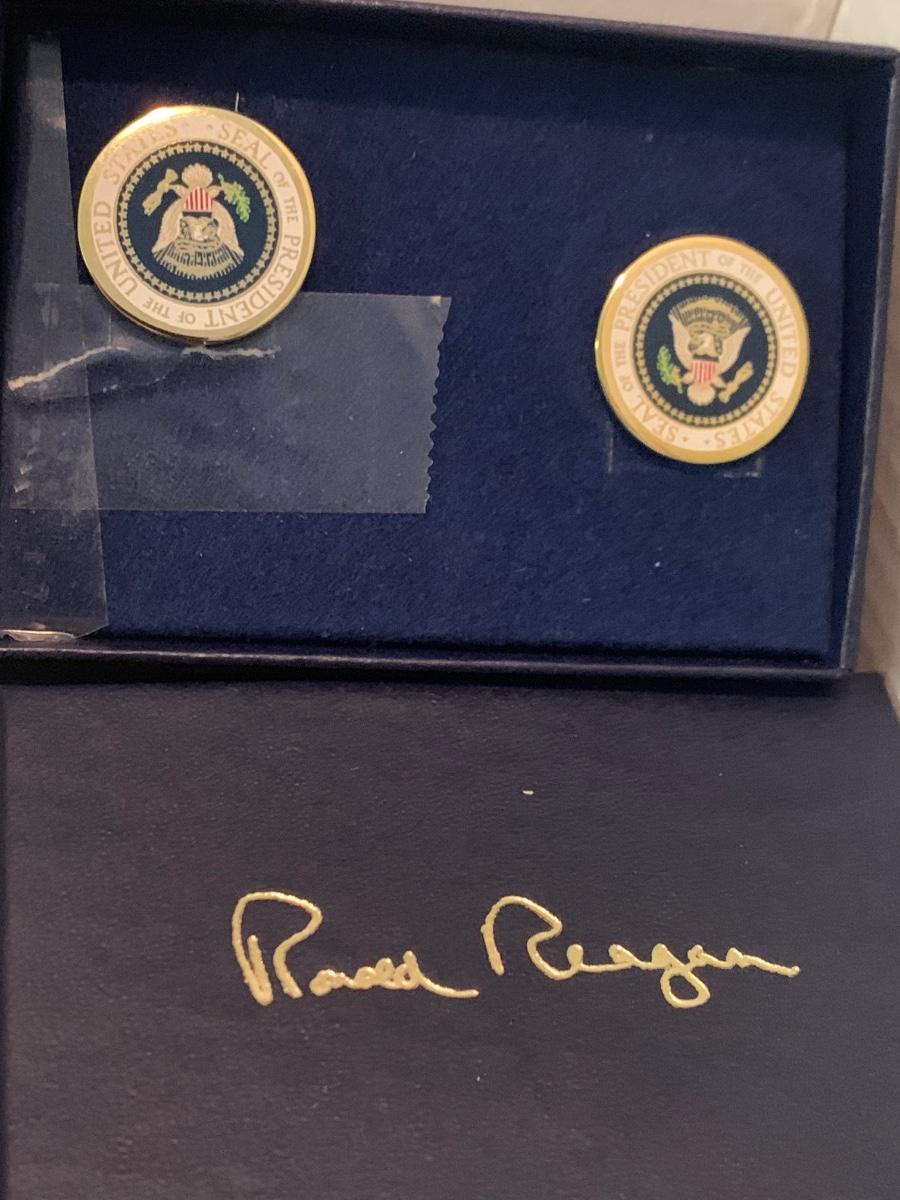 SEAL OF THE PRESIDENT OF THE UNITED STATES
SEAL OF THE PRESIDENT OF THE UNITED STATES
Ronald Reagan